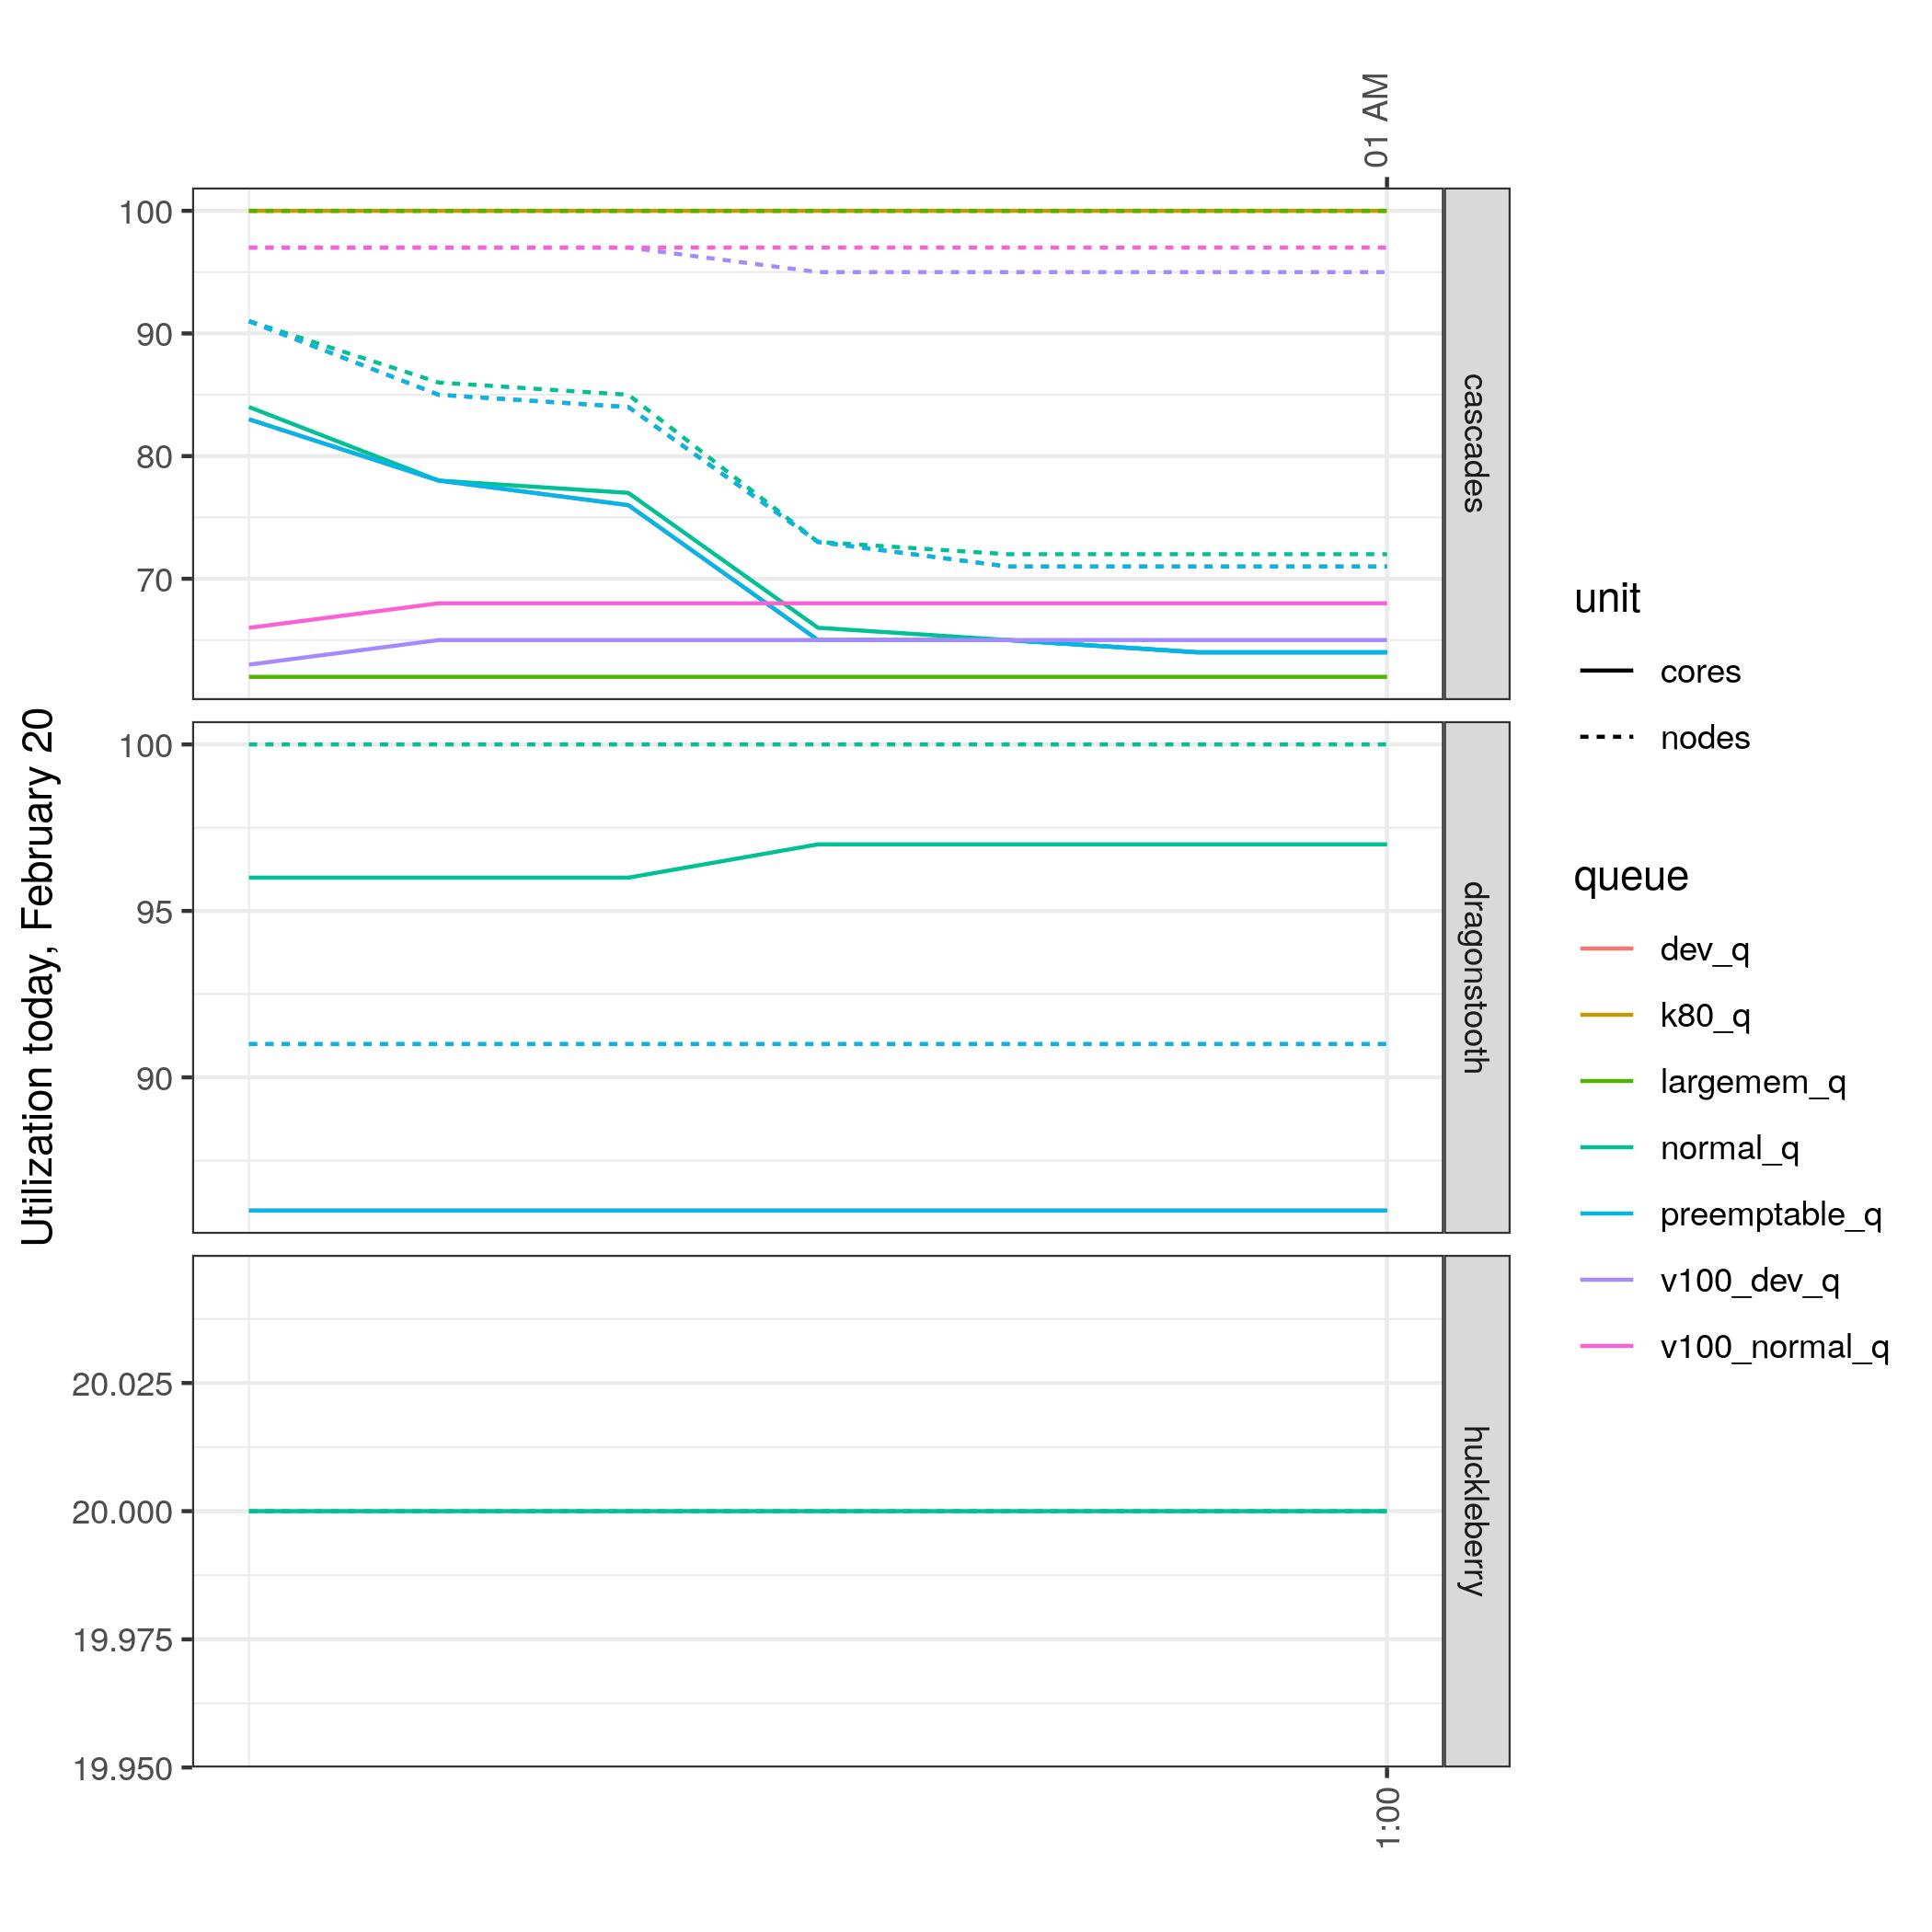 01 AM
Utilization today, February 20
100
90
80
70
cascades
100
95
90
dragonstooth
20.025
20.000
19.975
19.950
huckleberry
1:00
unit
cores
nodes
queue
dev_q
k80_q
largemem_q
normal_q
preemptable_q
v100_dev_q
v100_normal_q